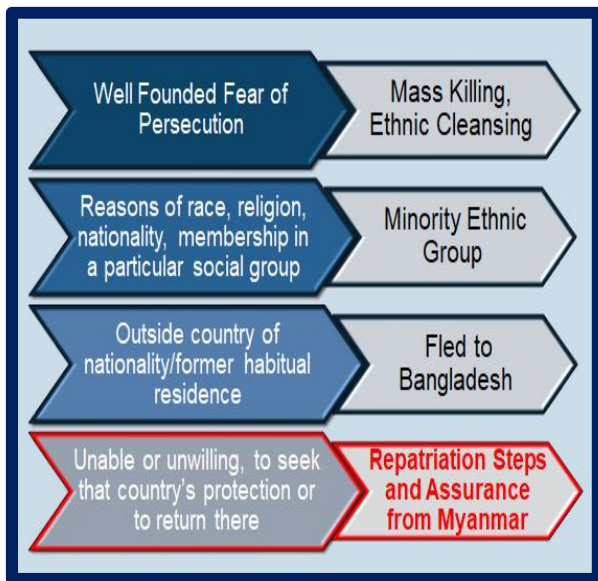 Well Founded Fear of
Persecution
Mass Killing,
Ethnic Cleansing
Reasons of race, religion,
nationality, membership in
a particular social group
Minority Ethnic
Group
Outside country of
nationality/former habitual
residence
Fled to
Bangladesh
Unable or unwilling, to seek
that country's protection or
to return there
Repatriation Steps
and Assurance
from Myanmar